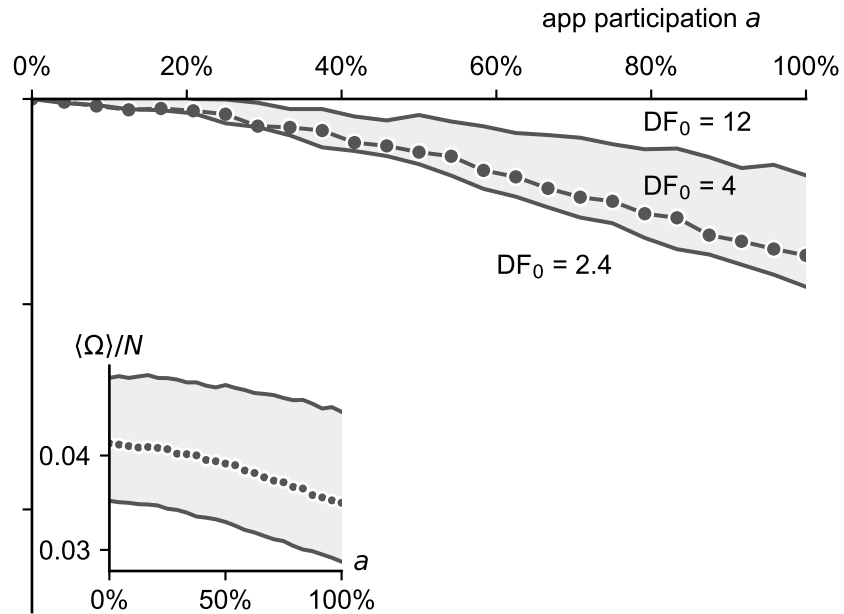 app participation a
0% 20% 40% 60% 80% 100%
DF₀ = 12
DF₀ = 4
DF₀ = 2.4
⟨Ω⟩/N
0.04
0.03
a
0% 50% 100%